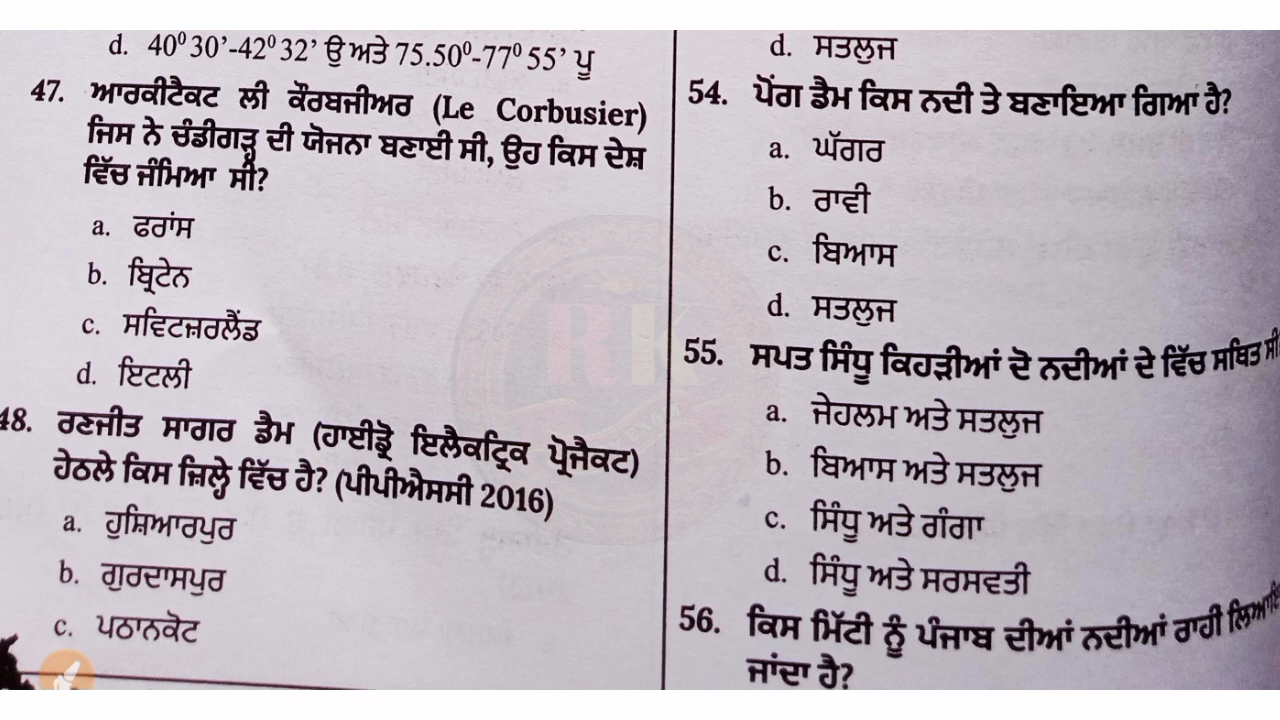 d. 40⁰30’-42⁰32’ ਉ ਅਤੇ 75.50⁰-77⁰55’ ਪੂ
47. ਆਰਕੀਟੈਕਟ ਲੀ ਕੌਰਬਜੀਅਰ (Le Corbusier)
ਜਿਸ ਨੇ ਚੰਡੀਗੜ੍ਹ ਦੀ ਯੋਜਨਾ ਬਣਾਈ ਸੀ, ਉਹ ਕਿਸ ਦੇਸ਼
ਵਿੱਚ ਜੰਮਿਆ ਸੀ?
a. ਫਰਾਂਸ
b. ਬ੍ਰਿਟੇਨ
c. ਸਵਿਟਜ਼ਰਲੈਂਡ
d. ਇਟਲੀ
48. ਰਣਜੀਤ ਸਾਗਰ ਡੈਮ (ਹਾਈਡ੍ਰੋ ਇਲੈਕਟ੍ਰਿਕ ਪ੍ਰੋਜੈਕਟ)
ਹੇਠਲੇ ਕਿਸ ਜ਼ਿਲ੍ਹੇ ਵਿੱਚ ਹੈ? (ਪੀਪੀਐਸਸੀ 2016)
a. ਹੁਸ਼ਿਆਰਪੁਰ
b. ਗੁਰਦਾਸਪੁਰ
c. ਪਠਾਨਕੋਟ
d. ਸਤਲੁਜ
54. ਪੋਂਗ ਡੈਮ ਕਿਸ ਨਦੀ ਤੇ ਬਣਾਇਆ ਗਿਆ ਹੈ?
a. ਘੱਗਰ
b. ਰਾਵੀ
c. ਬਿਆਸ
d. ਸਤਲੁਜ
55. ਸਪਤ ਸਿੰਧੂ ਕਿਹੜੀਆਂ ਦੋ ਨਦੀਆਂ ਦੇ ਵਿੱਚ ਸਥਿਤ ਸੀ
a. ਜੇਹਲਮ ਅਤੇ ਸਤਲੁਜ
b. ਬਿਆਸ ਅਤੇ ਸਤਲੁਜ
c. ਸਿੰਧੂ ਅਤੇ ਗੰਗਾ
d. ਸਿੰਧੂ ਅਤੇ ਸਰਸਵਤੀ
56. ਕਿਸ ਮਿੱਟੀ ਨੂੰ ਪੰਜਾਬ ਦੀਆਂ ਨਦੀਆਂ ਰਾਹੀ
ਜਾਂਦਾ ਹੈ?
RK